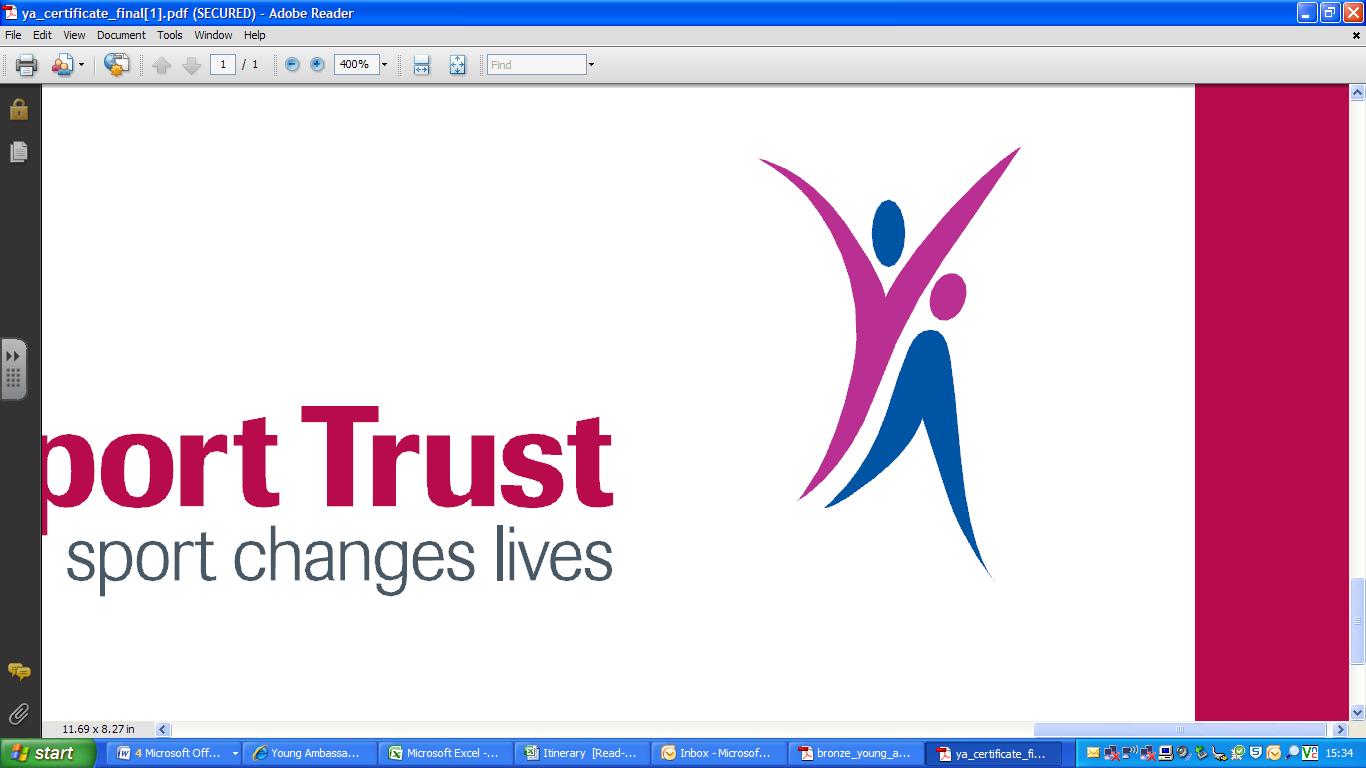 ya_certificate_final[1].pdf (SECURED) - Adobe Reader
File Edit View Document Tools Window Help
1 / 1 400% Find
port Trust
sport changes lives
11.69 x 8.27 in
start 4 Microsoft Off... Young Ambassa... Microsoft Excel -... Itinerary [Read-... Inbox - Microsof... bronze_young_a... ya_certificate_fi... 15:34